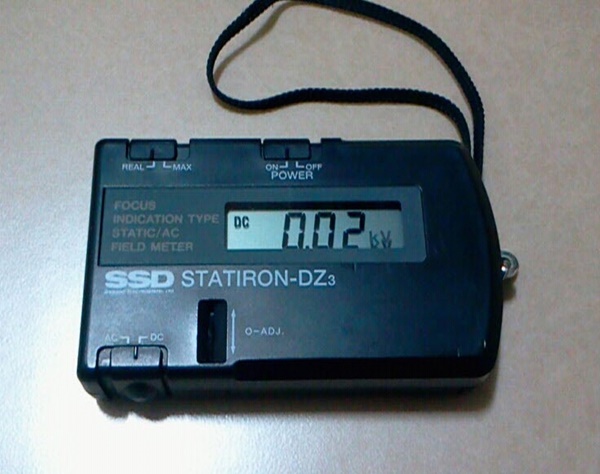 REAL MAX
ON OFF
POWER
FOCUS
INDICATION TYPE
STATIC/AC
FIELD METER
DC 0.02 kV
SSD STATIRON-DZ3
O-ADJ.
AC DC